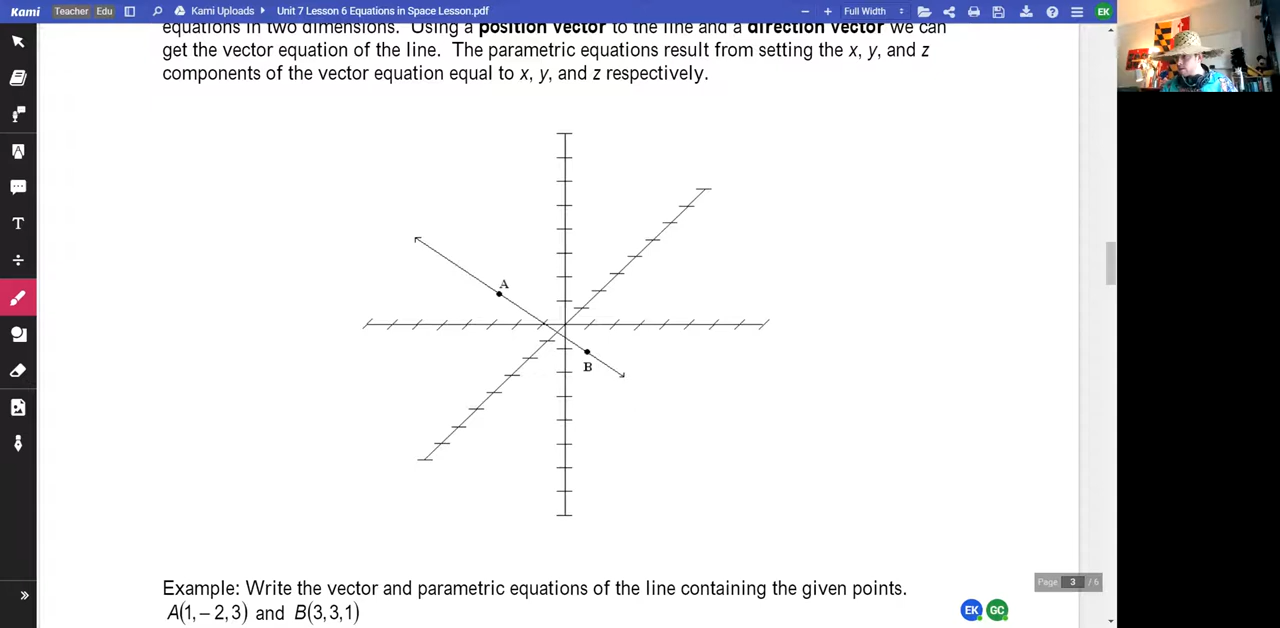 Kami Teacher Edu Kami Uploads Unit 7 Lesson 6 Equations in Space Lesson.pdf Full Width EK
equations in two dimensions. Using a position vector to the line and a direction vector we can
get the vector equation of the line. The parametric equations result from setting the x, y, and z
components of the vector equation equal to x, y, and z respectively.
A
B
Page 3 / 6
Example: Write the vector and parametric equations of the line containing the given points.
A(1,−2,3) and B(3,3,1)
EK GC